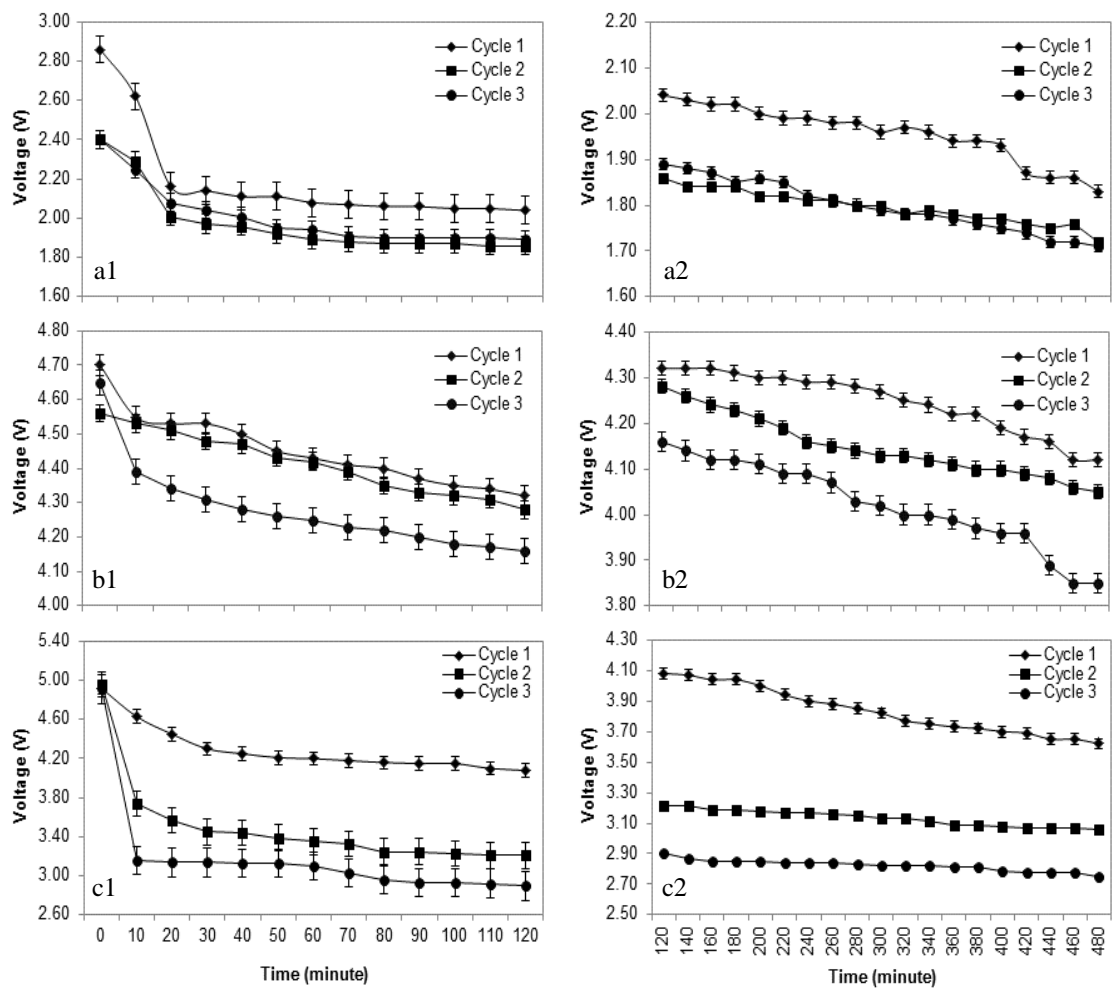 3.00
2.80
2.60
2.40
2.20
2.00
1.80
1.60
Voltage (V)
Cycle 1
Cycle 2
Cycle 3
a1
2.20
2.10
2.00
1.90
1.80
1.70
1.60
Voltage (V)
Cycle 1
Cycle 2
Cycle 3
a2
4.80
4.70
4.60
4.50
4.40
4.30
4.20
4.10
4.00
Voltage (V)
Cycle 1
Cycle 2
Cycle 3
b1
4.40
4.30
4.20
4.10
4.00
3.90
3.80
Voltage (V)
Cycle 1
Cycle 2
Cycle 3
b2
5.40
5.00
4.60
4.20
3.80
3.40
3.00
2.60
Voltage (V)
Cycle 1
Cycle 2
Cycle 3
c1
0 10 20 30 40 50 60 70 80 90 100 110 120
Time (minute)
4.30
4.10
3.90
3.70
3.50
3.30
3.10
2.90
2.70
2.50
Voltage (V)
Cycle 1
Cycle 2
Cycle 3
c2
120 140 160 180 200 220 240 260 280 300 320 340 360 380 400 420 440 460 480
Time (minute)